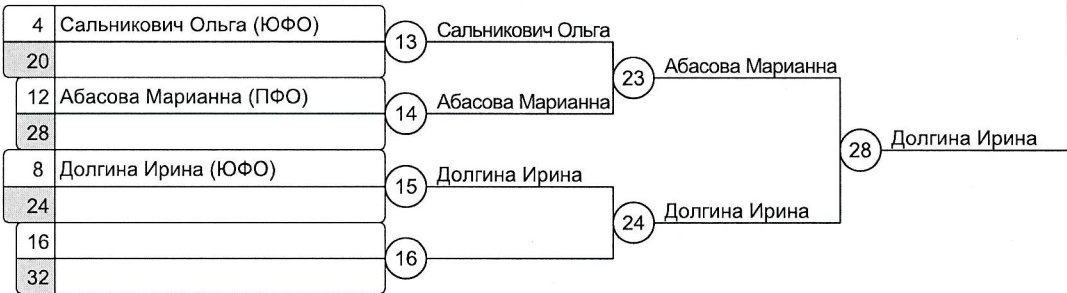 4 Сальникович Ольга (ЮФО)
13 Сальникович Ольга
20
23 Абасова Марианна
12 Абасова Марианна (ПФО)
14 Абасова Марианна
28
28 Долгина Ирина
8 Долгина Ирина (ЮФО)
15 Долгина Ирина
24
24 Долгина Ирина
16
16
32